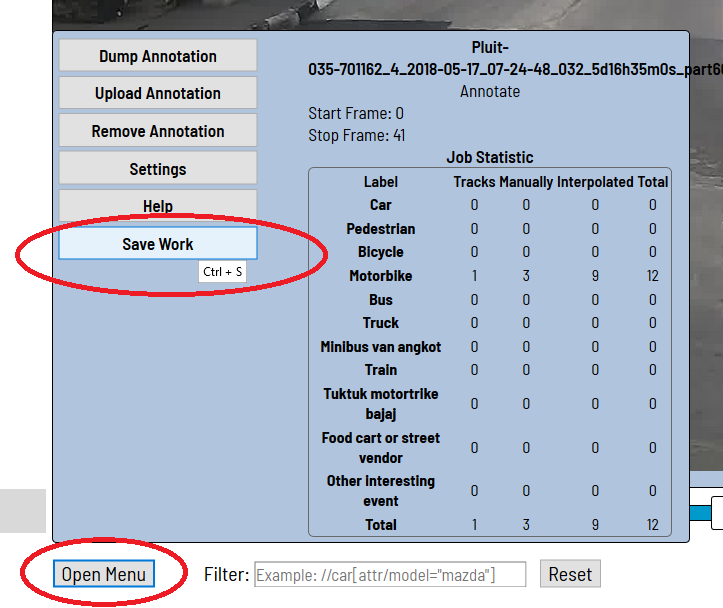 Dump Annotation
Upload Annotation
Remove Annotation
Settings
Help
Save Work
Ctrl + S
Pluit-
035-701162_4_2018-05-17_07-24-48_032_5d16h35m0s_part60
Annotate
Start Frame: 0
Stop Frame: 41
Job Statistic
Label Tracks Manually Interpolated Total
Car 0 0 0 0
Pedestrian 0 0 0 0
Bicycle 0 0 0 0
Motorbike 1 3 9 12
Bus 0 0 0 0
Truck 0 0 0 0
Minibus van angkot 0 0 0 0
Train 0 0 0 0
Tuktuk motortrike
bajaj 0 0 0 0
Food cart or street
vendor 0 0 0 0
Other interesting
event 0 0 0 0
Total 1 3 9 12
Open Menu Filter: Example: //car[attr/model="mazda"] Reset